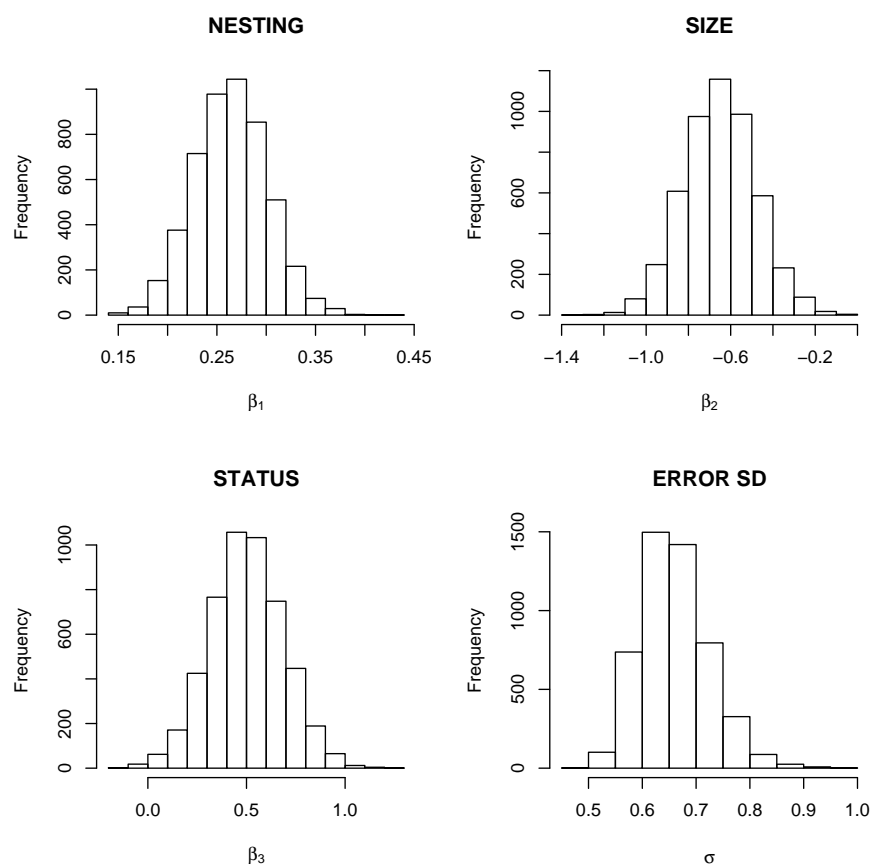 NESTING
Frequency
0 200 400 600 800
0.15 0.25 0.35 0.45
β1
SIZE
Frequency
0 200 600 1000
−1.4 −1.0 −0.6 −0.2
β2
STATUS
Frequency
0 200 600 1000
0.0 0.5 1.0
β3
ERROR SD
Frequency
0 500 1000 1500
0.5 0.6 0.7 0.8 0.9 1.0
σ